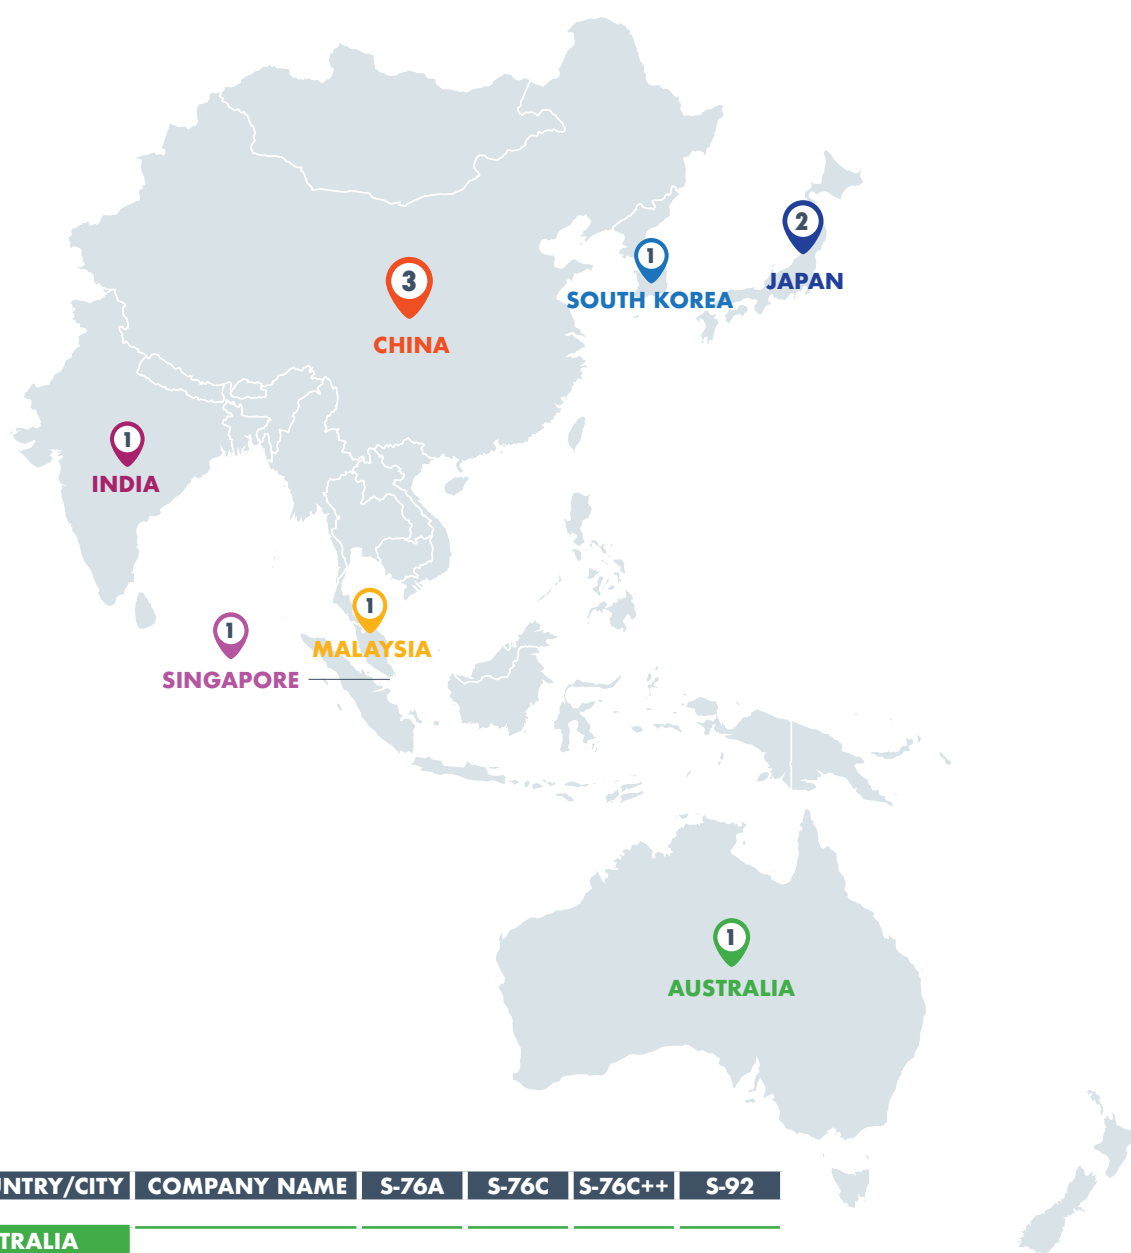 2
1
JAPAN
3
SOUTH KOREA
CHINA
1
INDIA
1
1
MALAYSIA
SINGAPORE
1
AUSTRALIA
UNTRY/CITY COMPANY NAME S-76A S-76C S-76C++ S-92
TRALIA